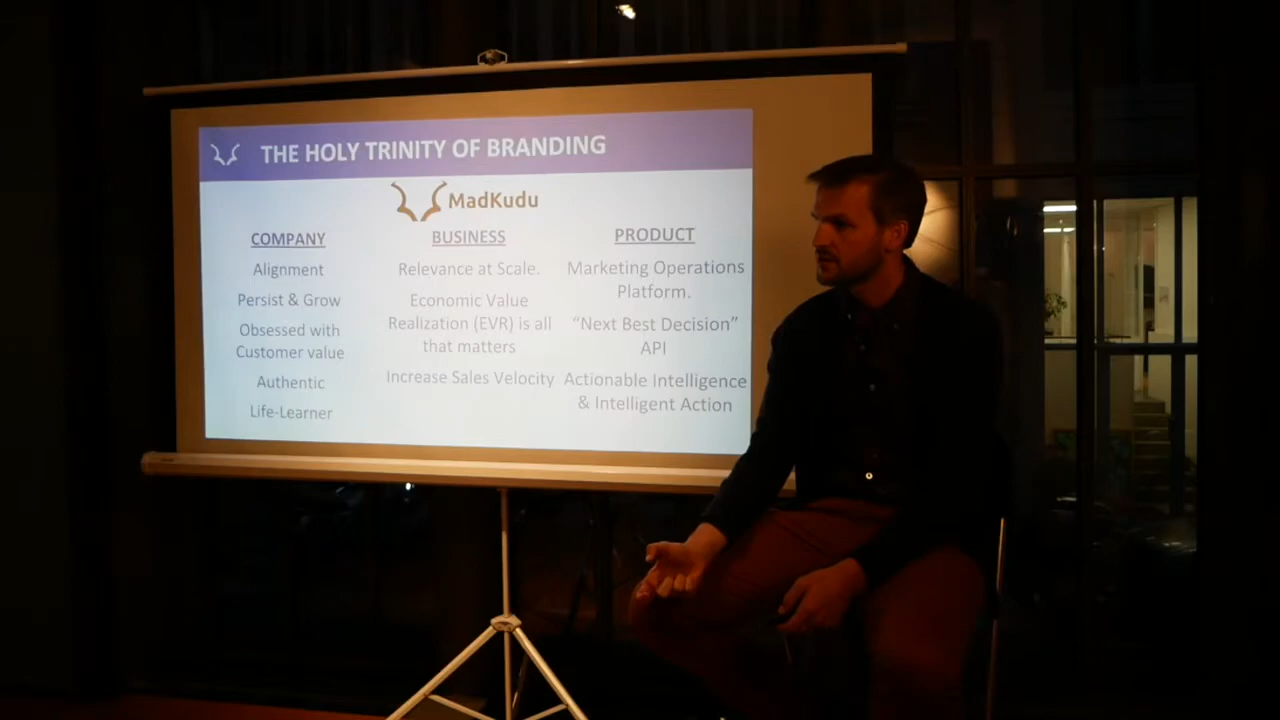 THE HOLY TRINITY OF BRANDING
MadKudu
COMPANY
Alignment
Persist & Grow
Obsessed with
Customer value
Authentic
Life-Learner
BUSINESS
Relevance at Scale.
Economic Value
Realization (EVR) is all
that matters
Increase Sales Velocity
PRODUCT
Marketing Operations
Platform.
“Next Best Decision”
API
Actionable Intelligence
& Intelligent Action